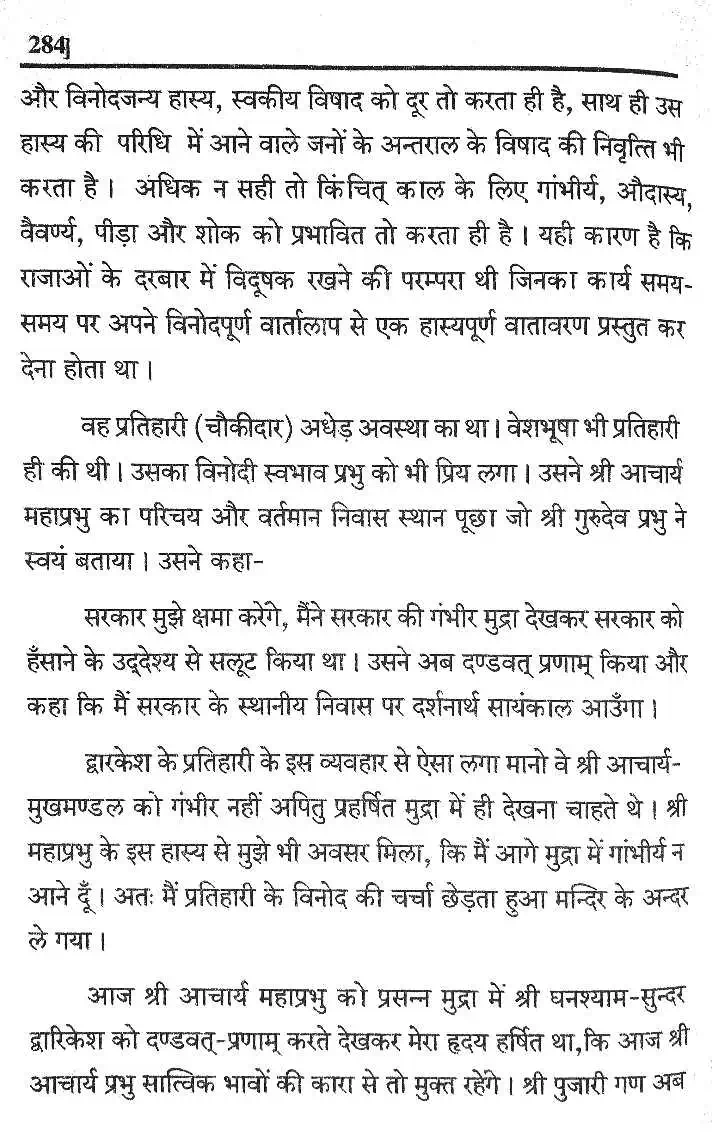 284]
और विनोदजन्य हास्य, स्वकीय विषाद को दूर तो करता ही है, साथ ही उस
हास्य की परिधि में आने वाले जनों के अन्तराल के विषाद की निवृत्ति भी
करता है। अधिक न सही तो किंचित् काल के लिए गांभीर्य, औदास्य,
वैवर्ण्य, पीड़ा और शोक को प्रभावित तो करता ही है। यही कारण है कि
राजाओं के दरबार में विदूषक रखने की परम्परा थी जिनका कार्य समय-
समय पर अपने विनोदपूर्ण वार्तालाप से एक हास्यपूर्ण वातावरण प्रस्तुत कर
देना होता था।
वह प्रतिहारी (चौकीदार) अधेड़ अवस्था का था। वेशभूषा भी प्रतिहारी
ही की थी। उसका विनोदी स्वभाव प्रभु को भी प्रिय लगा। उसने श्री आचार्य
महाप्रभु का परिचय और वर्तमान निवास स्थान पूछा जो श्री गुरुदेव प्रभु ने
स्वयं बताया। उसने कहा-
सरकार मुझे क्षमा करेंगे, मैंने सरकार की गंभीर मुद्रा देखकर सरकार को
हँसाने के उद्देश्य से सलूट किया था। उसने अब दण्डवत् प्रणाम् किया और
कहा कि मैं सरकार के स्थानीय निवास पर दर्शनार्थ सायंकाल आउँगा।
द्वारकेश के प्रतिहारी के इस व्यवहार से ऐसा लगा मानो वे श्री आचार्य-
मुखमण्डल को गंभीर नहीं अपितु प्रहर्षित मुद्रा में ही देखना चाहते थे। श्री
महाप्रभु के इस हास्य से मुझे भी अवसर मिला, कि मैं आगे मुद्रा में गांभीर्य न
आने दूँ। अतः मैं प्रतिहारी के विनोद की चर्चा छेड़ता हुआ मन्दिर के अन्दर
ले गया।
आज श्री आचार्य महाप्रभु को प्रसन्न मुद्रा में श्री घनश्याम-सुन्दर
द्वारिकेश को दण्डवत्-प्रणाम् करते देखकर मेरा हृदय हर्षित था,कि आज श्री
आचार्य प्रभु सात्विक भावों की कारा से तो मुक्त रहेंगे। श्री पुजारी गण अब